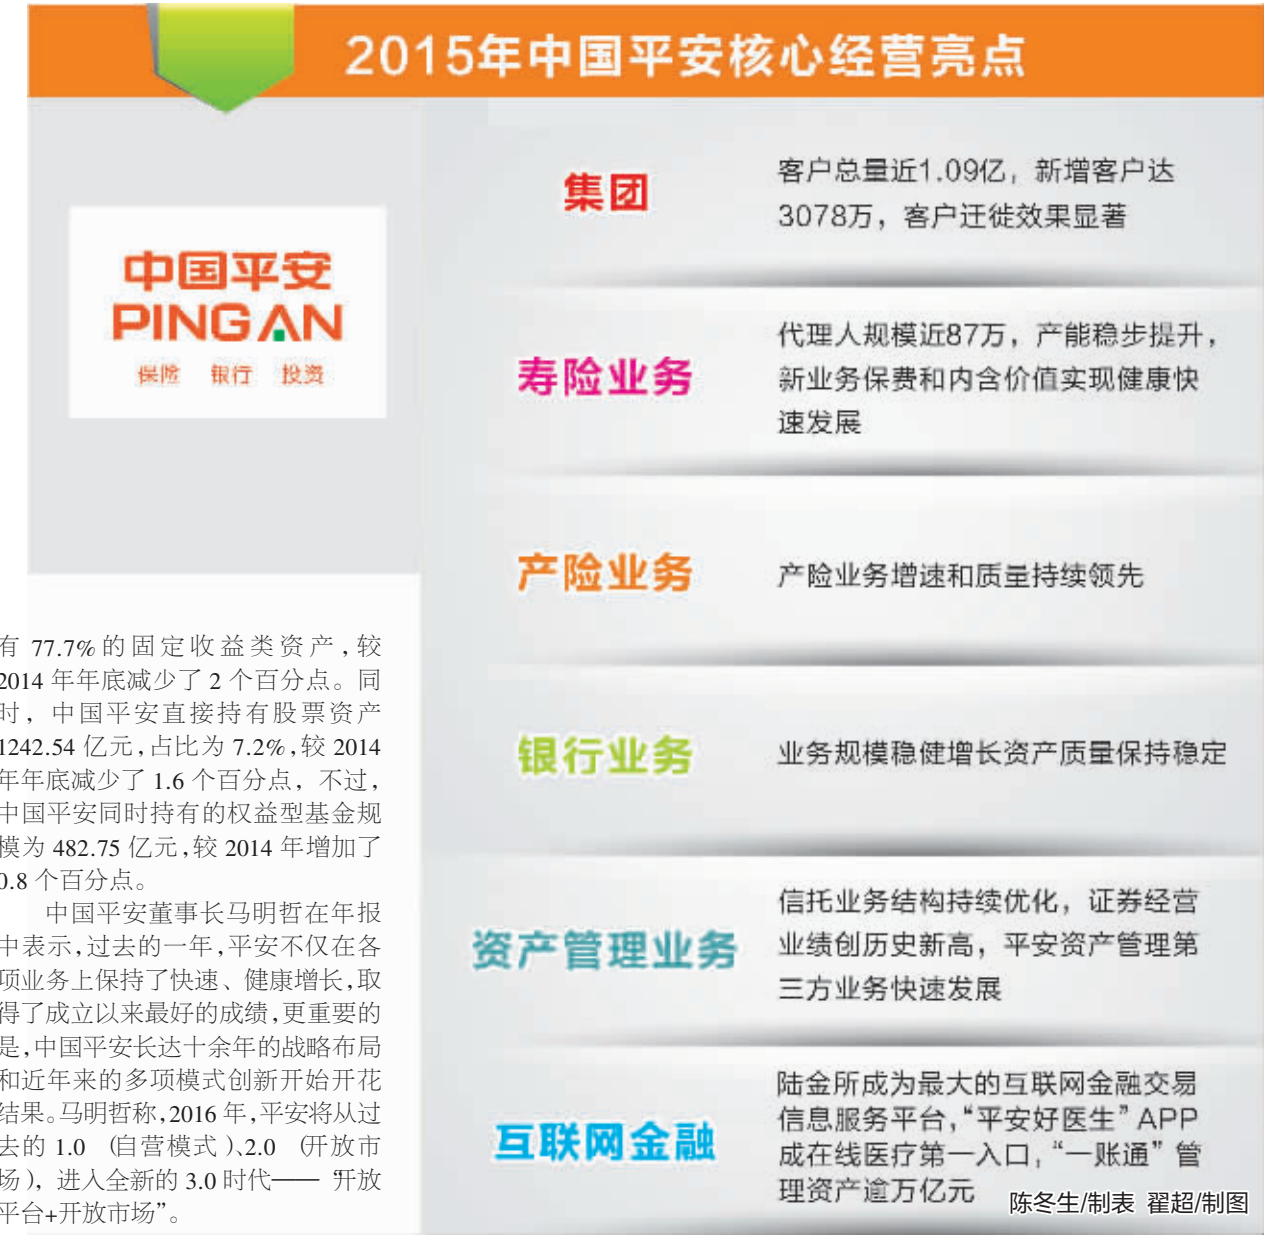 2015年中国平安核心经营亮点
中国平安
PINGAN
保险 银行 投资
集团
客户总量近1.09亿，新增客户达
3078万，客户迁徙效果显著
寿险业务
代理人规模近87万，产能稳步提升，
新业务保费和内含价值实现健康快
速发展
产险业务
产险业务增速和质量持续领先
银行业务
业务规模稳健增长资产质量保持稳定
资产管理业务
信托业务结构持续优化，证券经营
业绩创历史新高，平安资产管理第
三方业务快速发展
互联网金融
陆金所成为最大的互联网金融交易
信息服务平台，“平安好医生”APP
成在线医疗第一入口，“一账通”管
理资产逾万亿元
陈冬生/制表 翟超/制图
有 77.7%的固定收益类资产，较
2014 年年底减少了 2 个百分点。同
时，中国平安直接持有股票资产
1242.54 亿元，占比为 7.2%，较 2014
年年底减少了 1.6 个百分点，不过，
中国平安同时持有的权益型基金规
模为 482.75 亿元，较 2014 年增加了
0.8 个百分点。
中国平安董事长马明哲在年报
中表示，过去的一年，平安不仅在各
项业务上保持了快速、健康增长，取
得了成立以来最好的成绩，更重要的
是，中国平安长达十余年的战略布局
和近年来的多项模式创新开始开花
结果。马明哲称，2016 年，平安将从过
去的 1.0 （自营模式）、2.0 （开放市
场），进入全新的 3.0 时代——“开放
平台+开放市场”。